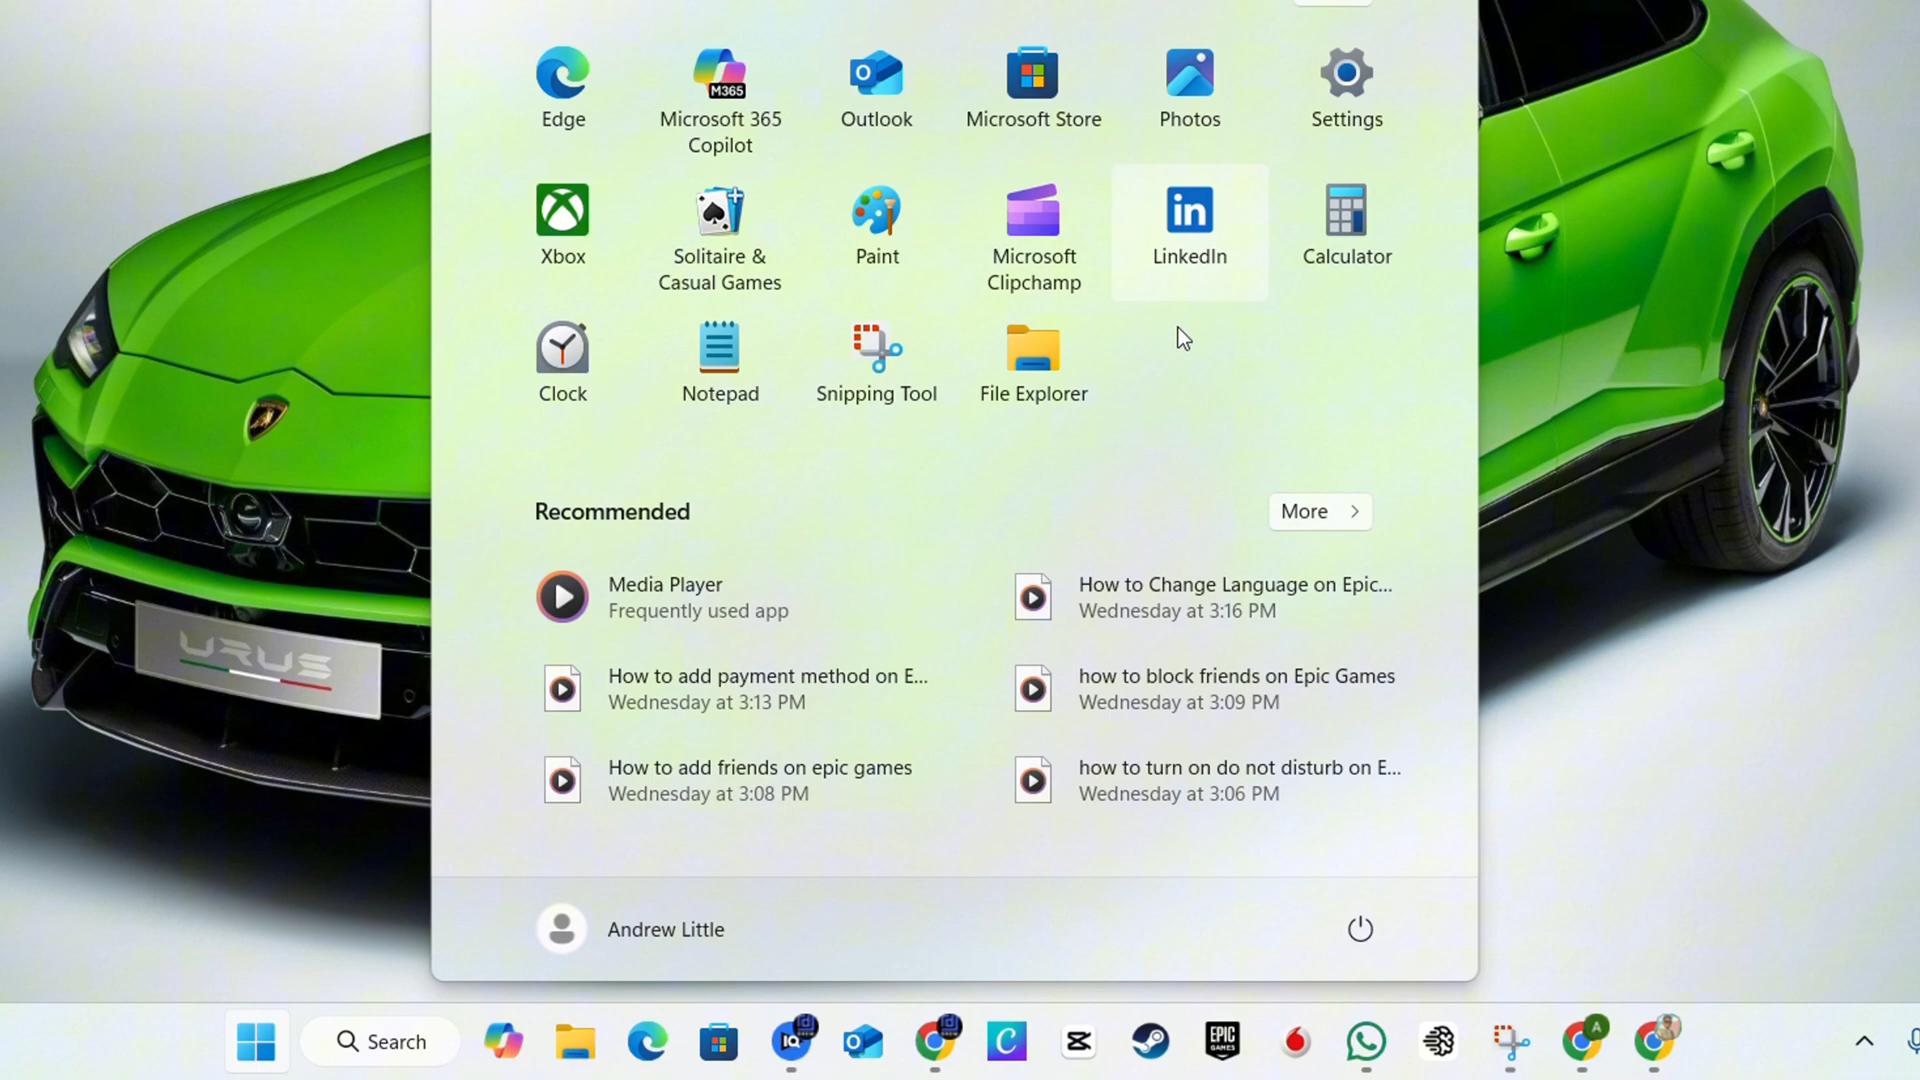 Edge
M365
Microsoft 365
Copilot
Outlook
Microsoft Store
Photos
Settings
Xbox
Solitaire &
Casual Games
Paint
Microsoft
Clipchamp
in
LinkedIn
Calculator
Clock
Notepad
Snipping Tool
File Explorer
Recommended
More
Media Player
Frequently used app
How to Change Language on Epic...
Wednesday at 3:16 PM
How to add payment method on E...
Wednesday at 3:13 PM
how to block friends on Epic Games
Wednesday at 3:09 PM
How to add friends on epic games
Wednesday at 3:08 PM
how to turn on do not disturb on E...
Wednesday at 3:06 PM
URUS
Andrew Little
Search
IQ
EPIC
GAMES
A